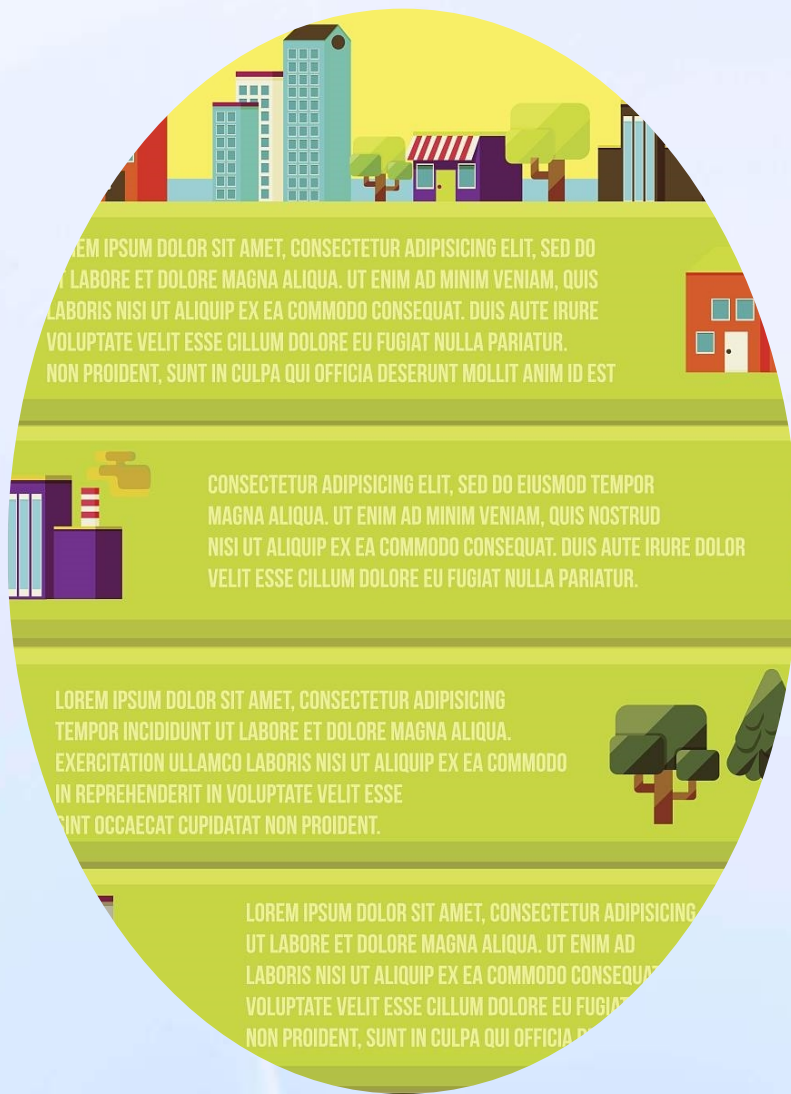 EM IPSUM DOLOR SIT AMET, CONSECTETUR ADIPISICING ELIT, SED DO
LABORE ET DOLORE MAGNA ALIQUA. UT ENIM AD MINIM VENIAM, QUIS
LABORIS NISI UT ALIQUIP EX EA COMMODO CONSEQUAT. DUIS AUTE IRURE
VOLUPTATE VELIT ESSE CILLUM DOLORE EU FUGIAT NULLA PARIATUR.
NON PROIDENT, SUNT IN CULPA QUI OFFICIA DESERUNT MOLLIT ANIM ID EST
CONSECTETUR ADIPISICING ELIT, SED DO EIUSMOD TEMPOR
MAGNA ALIQUA. UT ENIM AD MINIM VENIAM, QUIS NOSTRUD
NISI UT ALIQUIP EX EA COMMODO CONSEQUAT. DUIS AUTE IRURE DOLOR
VELIT ESSE CILLUM DOLORE EU FUGIAT NULLA PARIATUR.
LOREM IPSUM DOLOR SIT AMET, CONSECTETUR ADIPISICING
TEMPOR INCIDIDUNT UT LABORE ET DOLORE MAGNA ALIQUA.
EXERCITATION ULLAMCO LABORIS NISI UT ALIQUIP EX EA COMMODO
IN REPREHENDERIT IN VOLUPTATE VELIT ESSE
SINT OCCAECAT CUPIDATAT NON PROIDENT.
LOREM IPSUM DOLOR SIT AMET, CONSECTETUR ADIPISICING
UT LABORE ET DOLORE MAGNA ALIQUA. UT ENIM AD
LABORIS NISI UT ALIQUIP EX EA COMMODO CONSEQUAT
VOLUPTATE VELIT ESSE CILLUM DOLORE EU FUGIAT
NON PROIDENT, SUNT IN CULPA QUI OFFICIA